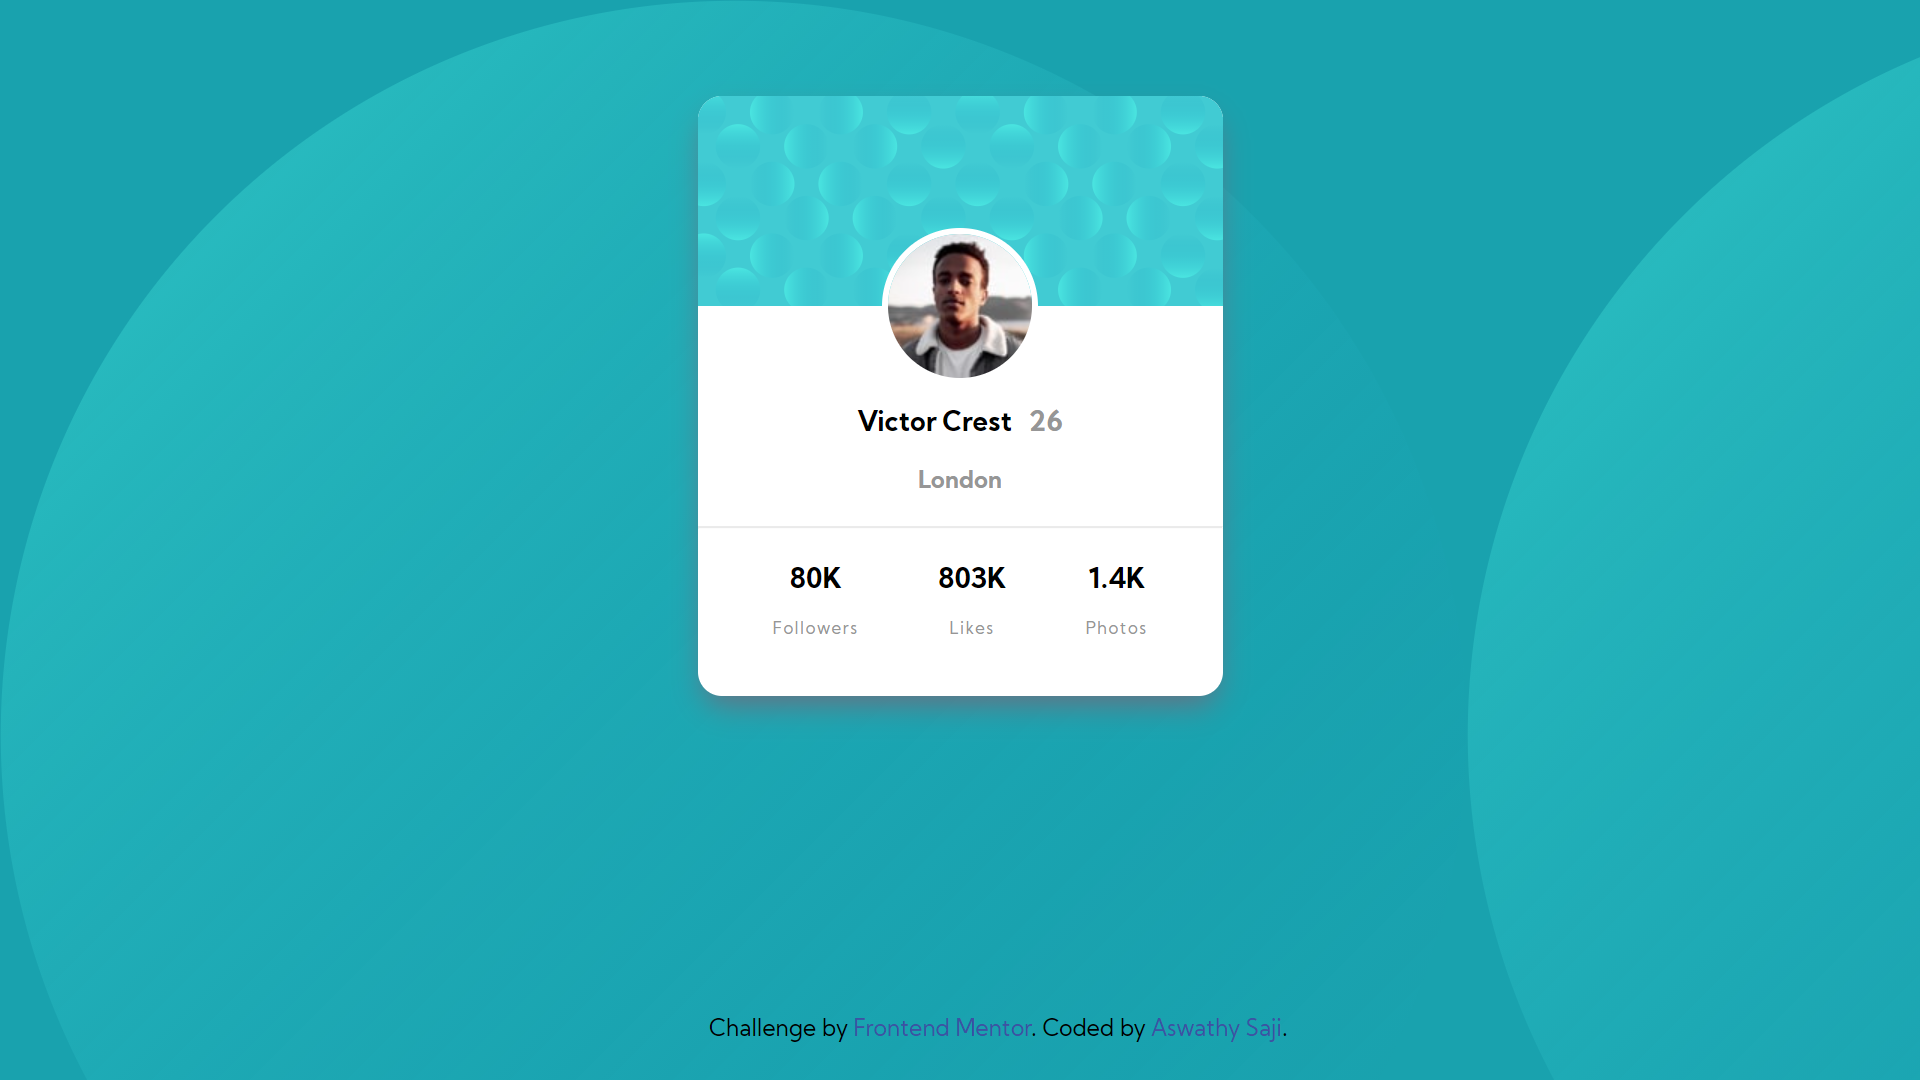 Victor Crest 26
London
80K 803K 1.4K
Followers Likes Photos
Challenge by Frontend Mentor. Coded by Aswathy Saji.